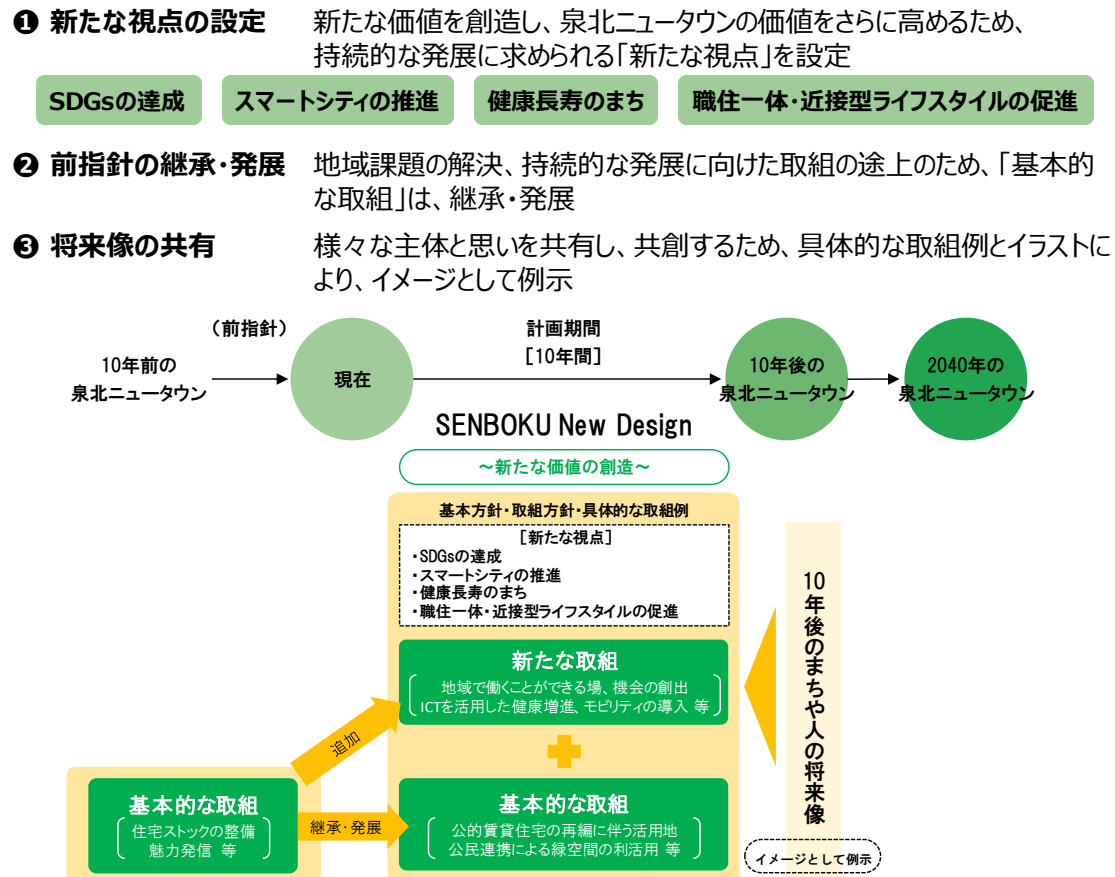 ❶ 新たな視点の設定
新たな価値を創造し、泉北ニュータウンの価値をさらに高めるため、
持続的な発展に求められる「新たな視点」を設定
SDGsの達成
スマートシティの推進
健康長寿のまち
職住一体・近接型ライフスタイルの促進
❷ 前指針の継承・発展
地域課題の解決、持続的な発展に向けた取組の途上のため、「基本的
な取組」は、継承・発展
❸ 将来像の共有
様々な主体と思いを共有し、共創するため、具体的な取組例とイラストに
より、イメージとして例示
(前指針)
10年前の
泉北ニュータウン
現在
計画期間
[10年間]
10年後の
泉北ニュータウン
2040年の
泉北ニュータウン
SENBOKU New Design
～新たな価値の創造～
基本方針・取組方針・具体的な取組例
[新たな視点]
・SDGsの達成
・スマートシティの推進
・健康長寿のまち
・職住一体・近接型ライフスタイルの促進
新たな取組
地域で働くことができる場、機会の創出
ICTを活用した健康増進、モビリティの導入 等
追加
基本的な取組
住宅ストックの整備
魅力発信 等
継承・発展
基本的な取組
公的賃貸住宅の再編に伴う活用地
公民連携による緑空間の利活用 等
10年後のまちや人の将来像
イメージとして例示